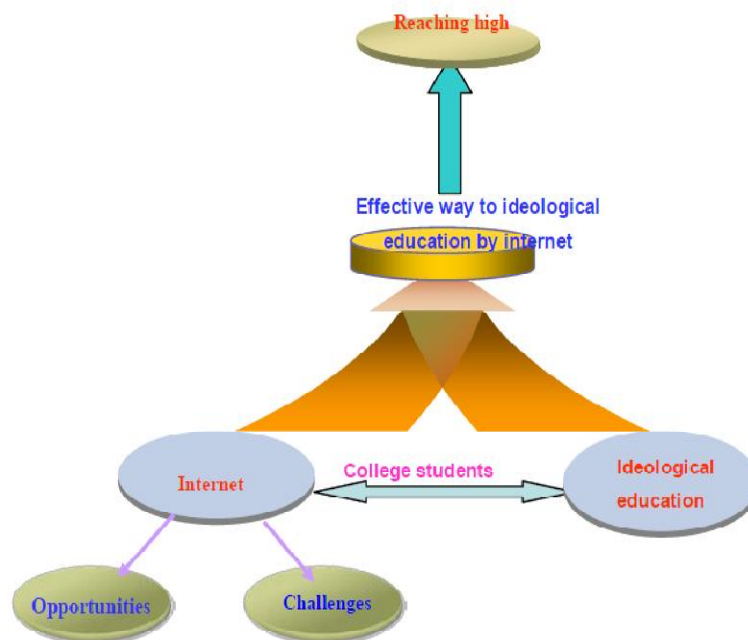 Reaching high
Effective way to ideological
education by internet
College students
Internet
Ideological
education
Opportunities
Challenges